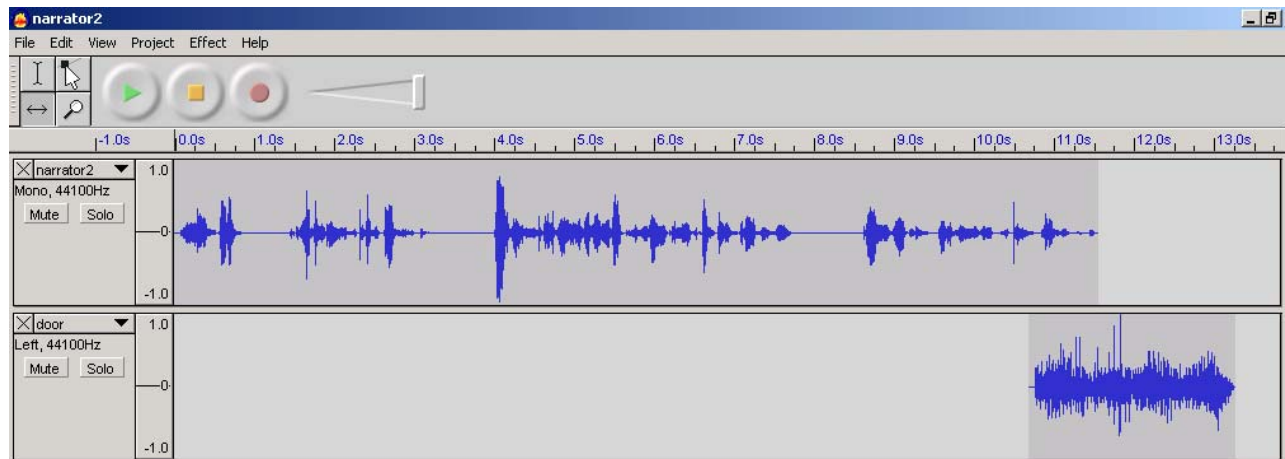 narrator2
File Edit View Project Effect Help
-1.0s 0.0s 1.0s 2.0s 3.0s 4.0s 5.0s 6.0s 7.0s 8.0s 9.0s 10.0s 11.0s 12.0s 13.0s
narrator2 1.0
Mono, 44100Hz
Mute Solo
0
-1.0
door 1.0
Left, 44100Hz
Mute Solo
0
-1.0